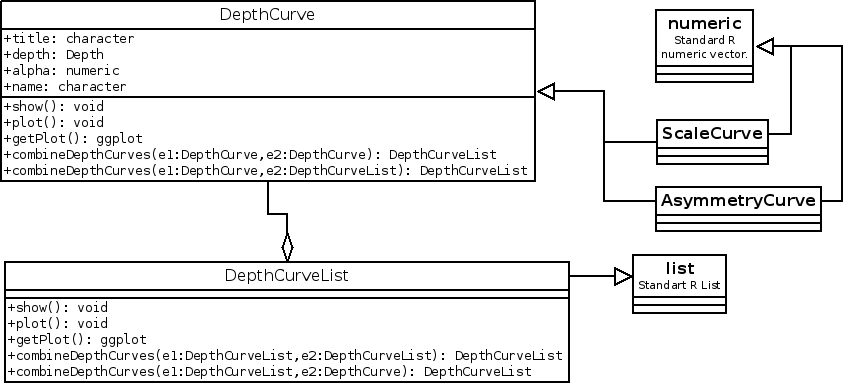 DepthCurve
+title: character
+depth: Depth
+alpha: numeric
+name: character
+show(): void
+plot(): void
+getPlot(): ggplot
+combineDepthCurves(e1:DepthCurve,e2:DepthCurve): DepthCurveList
+combineDepthCurves(e1:DepthCurve,e2:DepthCurveList): DepthCurveList
numeric
Standard R
numeric vector.
ScaleCurve
AsymmetryCurve
DepthCurveList
+show(): void
+plot(): void
+getPlot(): ggplot
+combineDepthCurves(e1:DepthCurveList,e2:DepthCurveList): DepthCurveList
+combineDepthCurves(e1:DepthCurveList,e2:DepthCurve): DepthCurveList
list
Standart R List